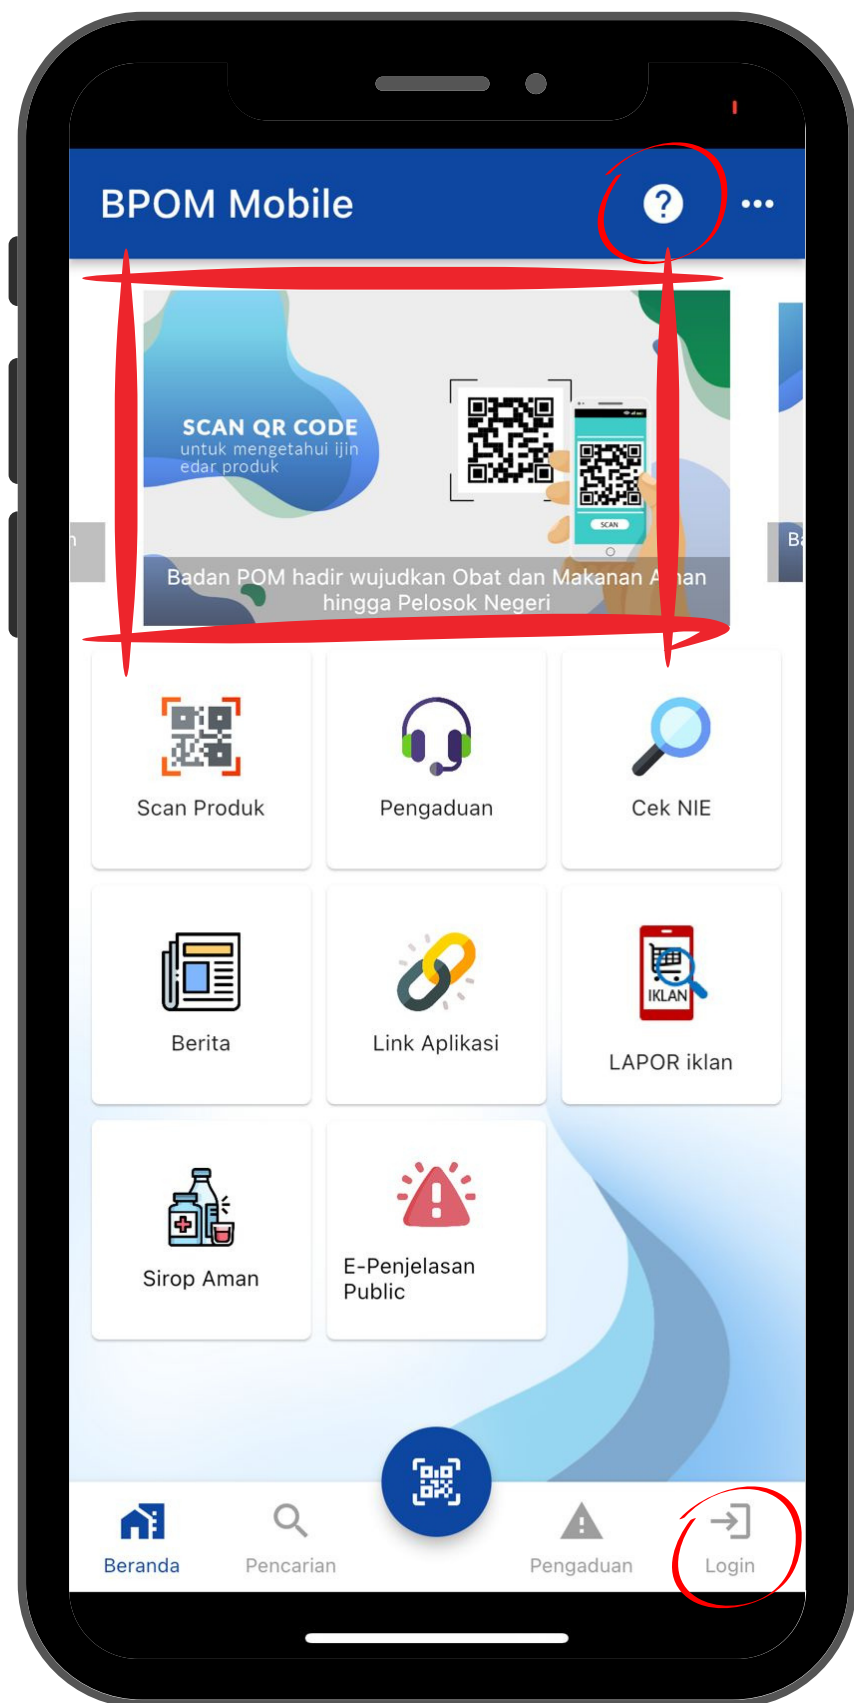 BPOM Mobile
?
SCAN QR CODE
untuk mengetahui ijin
edar produk
SCAN
Badan POM hadir wujudkan Obat dan Makanan Aman
hingga Pelosok Negeri
Scan Produk
Pengaduan
Cek NIE
Berita
Link Aplikasi
IKLAN
LAPOR iklan
Sirop Aman
E-Penjelasan
Public
Beranda
Pencarian
Pengaduan
Login